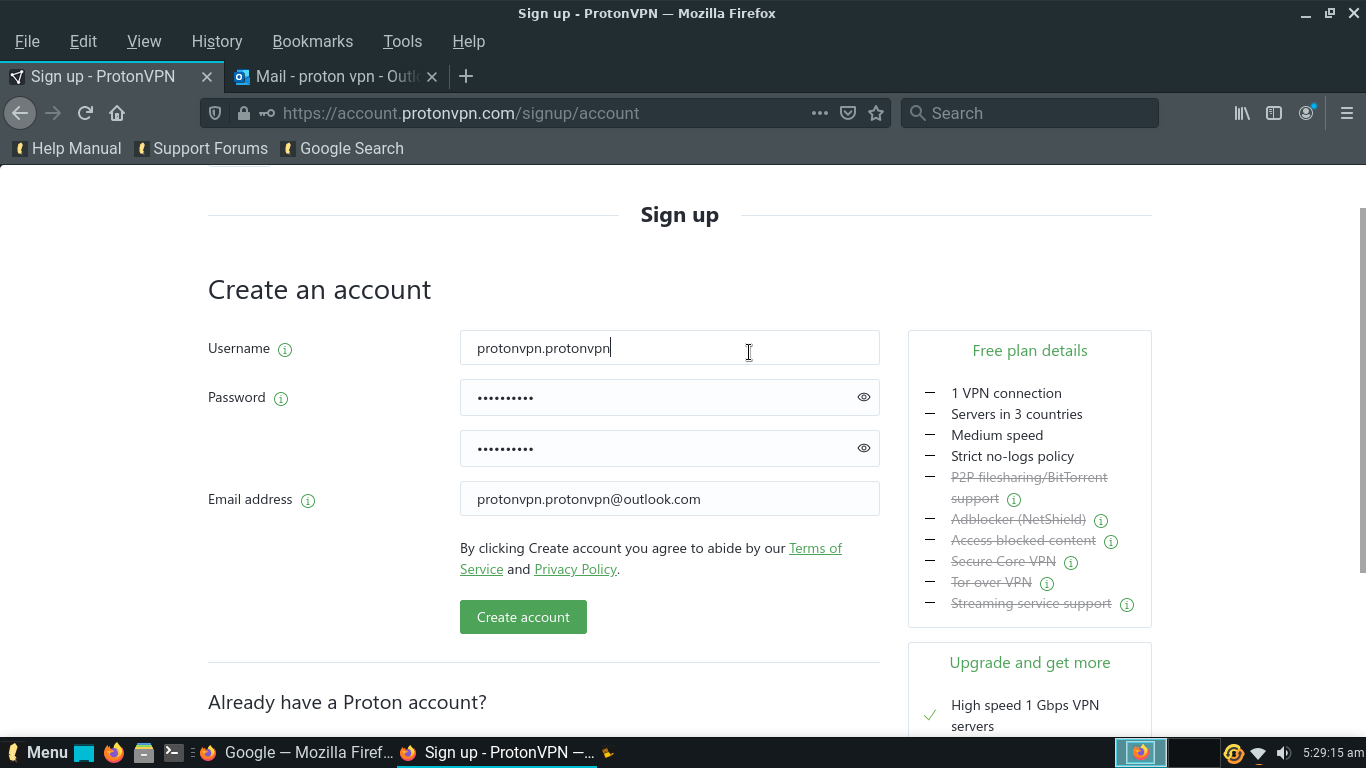 Sign up - ProtonVPN — Mozilla Firefox
File Edit View History Bookmarks Tools Help
Sign up - ProtonVPN
Mail - proton vpn - Outl
https://account.protonvpn.com/signup/account
Search
Help Manual Support Forums Google Search
Sign up
Create an account
Username
protonvpn.protonvpn
Password
••••••••••
••••••••••
Email address
protonvpn.protonvpn@outlook.com
By clicking Create account you agree to abide by our Terms of
Service and Privacy Policy.
Create account
Already have a Proton account?
Free plan details
1 VPN connection
Servers in 3 countries
Medium speed
Strict no-logs policy
P2P filesharing/BitTorrent
support
Adblocker (NetShield)
Access blocked content
Secure Core VPN
Tor over VPN
Streaming service support
Upgrade and get more
High speed 1 Gbps VPN
servers
Menu
Google — Mozilla Firef...
Sign up - ProtonVPN —...
5:29:15 am